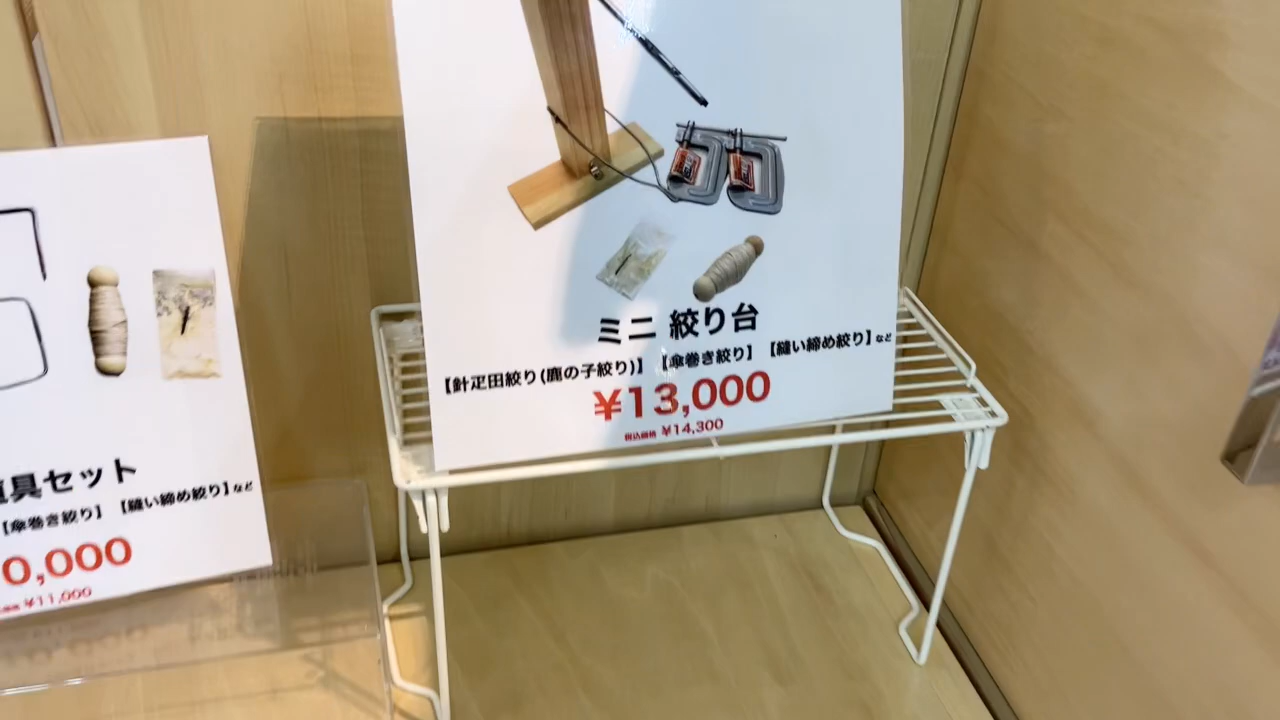 ミニ 絞り台
【針疋田絞り(鹿の子絞り)】【傘巻き絞り】【縫い締め絞り】など
¥13,000
税込価格 ¥14,300
具セット
【傘巻き絞り】【縫い締め絞り】など
0,000
¥11,000